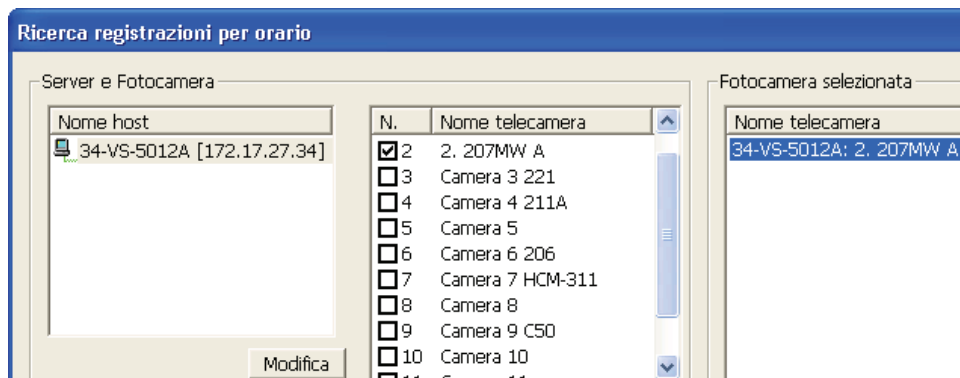 Ricerca registrazioni per orario
Server e Fotocamera
Nome host
34-VS-5012A [172.17.27.34]
Modifica
N. Nome telecamera
2 2. 207MW A
3 Camera 3 221
4 Camera 4 211A
5 Camera 5
6 Camera 6 206
7 Camera 7 HCM-311
8 Camera 8
9 Camera 9 C50
10 Camera 10
Fotocamera selezionata
Nome telecamera
34-VS-5012A: 2. 207MW A